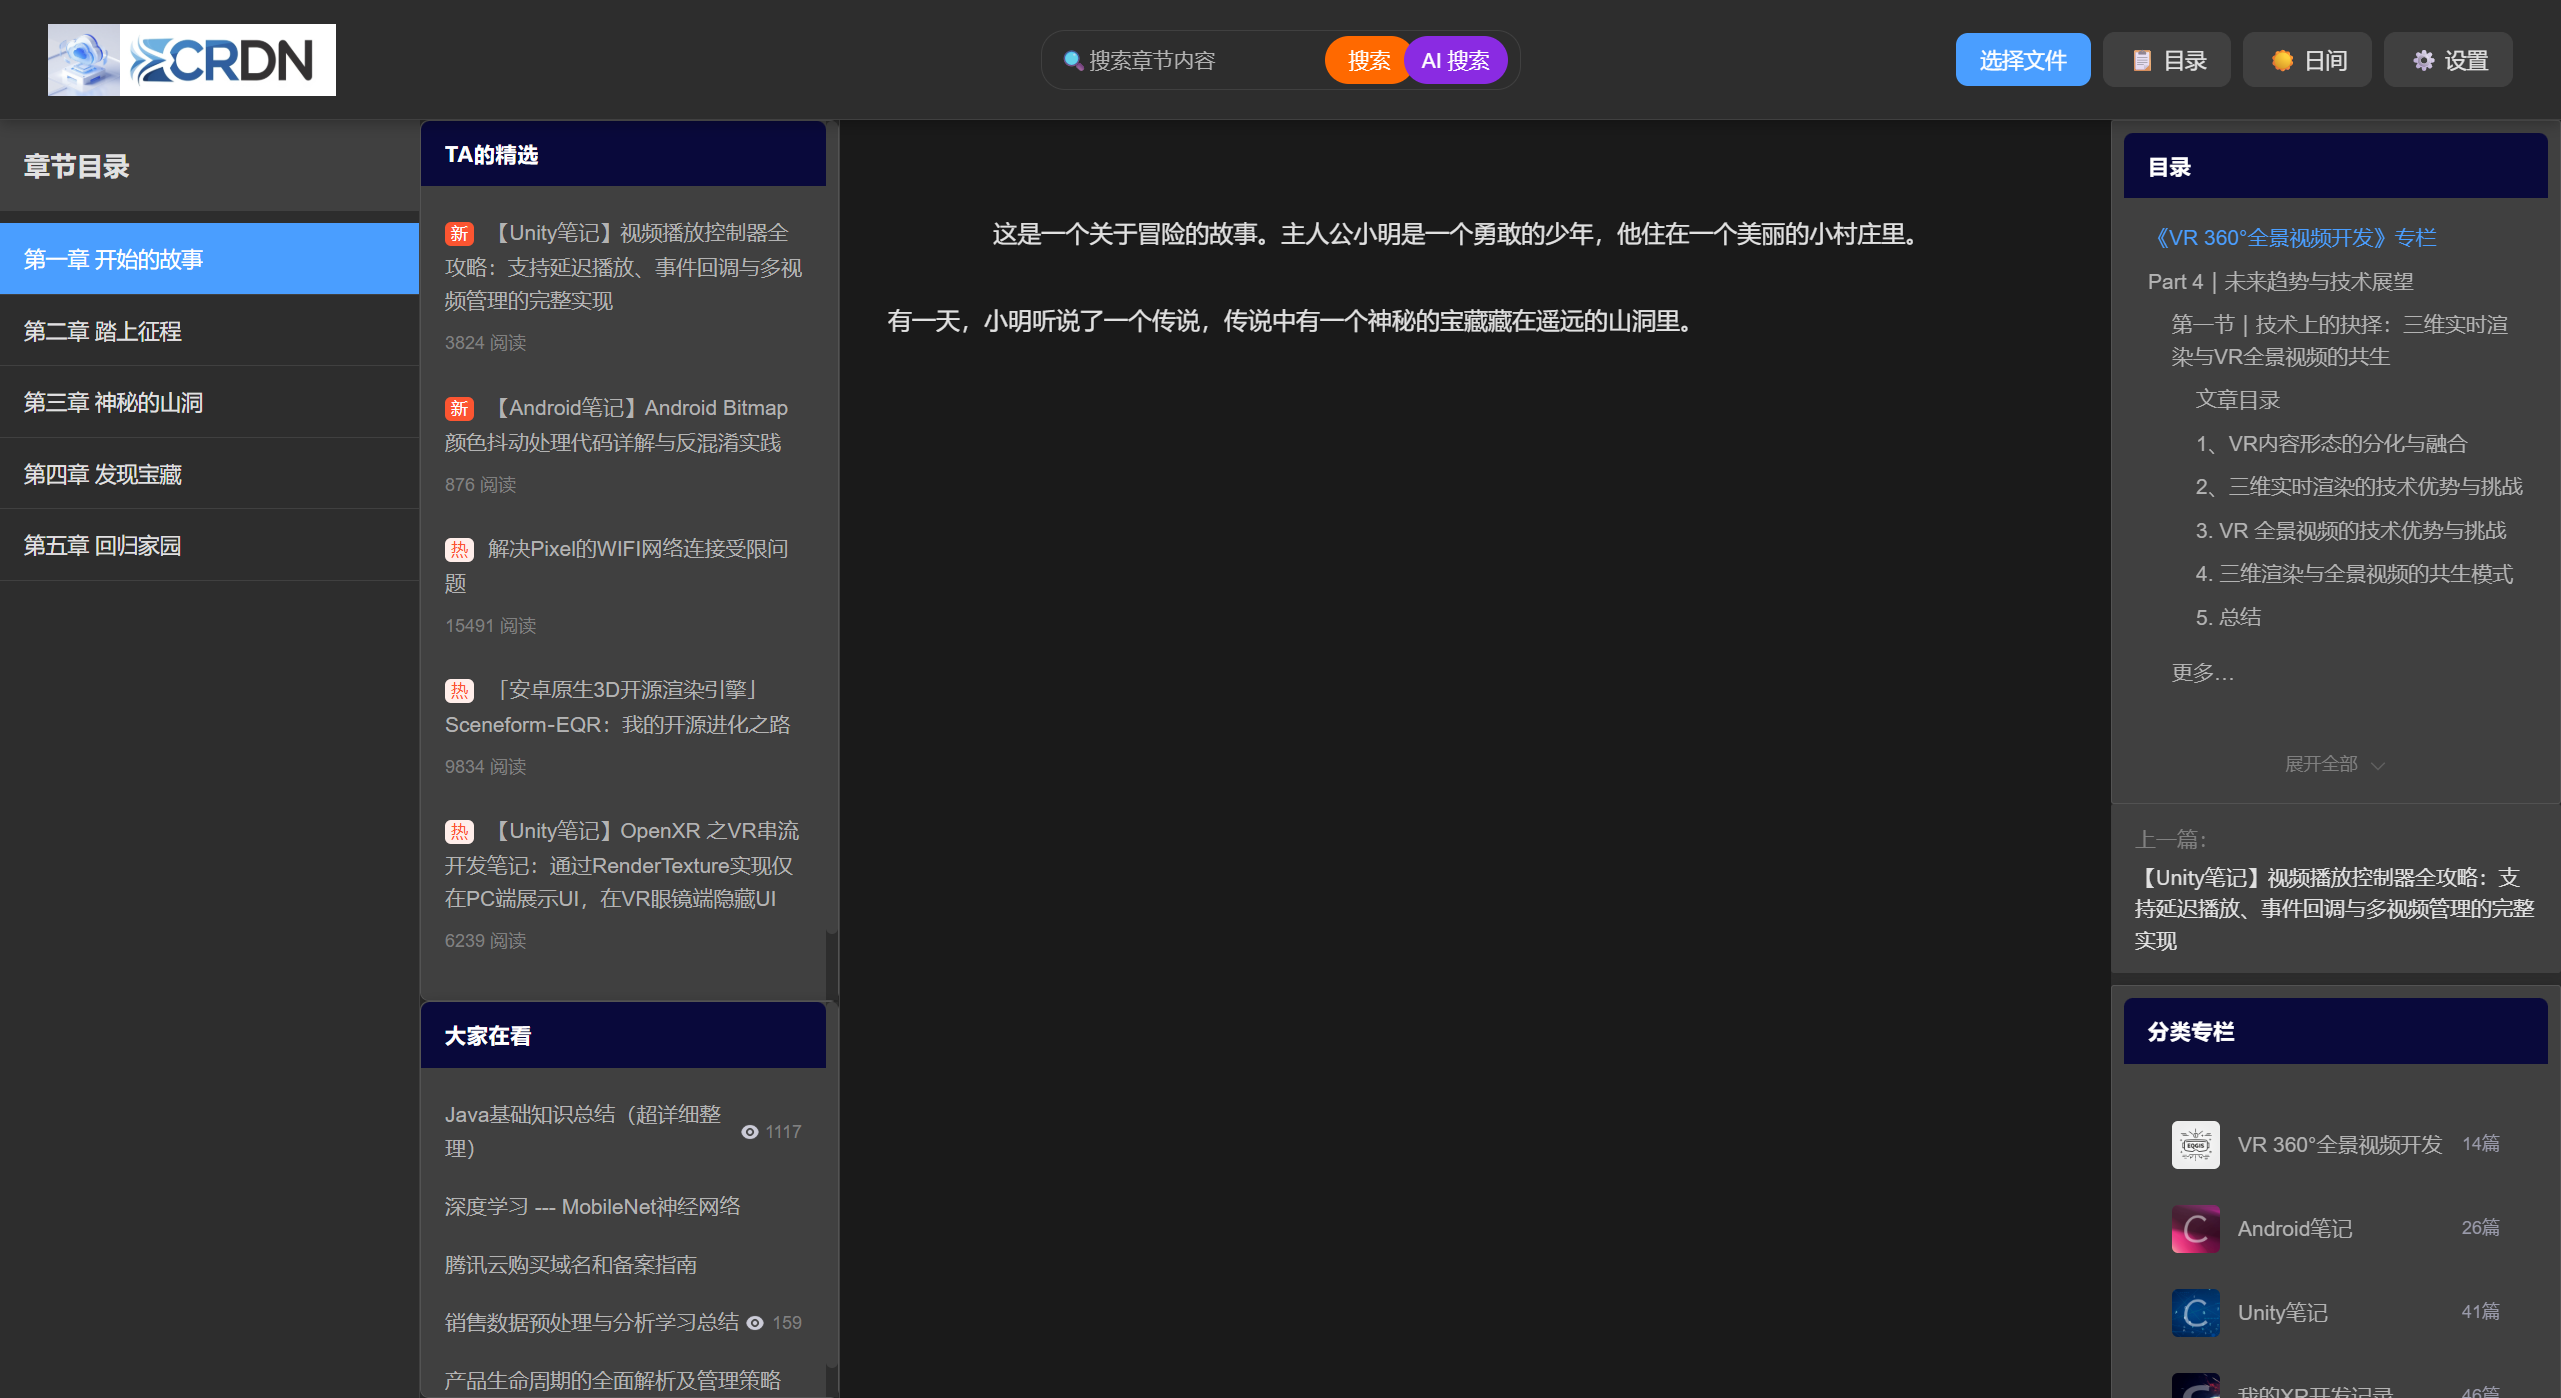 CRDN
搜索章节内容
搜索
AI 搜索
选择文件
目录
日间
设置
章节目录
第一章 开始的故事
第二章 踏上征程
第三章 神秘的山洞
第四章 发现宝藏
第五章 回归家园
TA的精选
新 【Unity笔记】视频播放控制器全
攻略：支持延迟播放、事件回调与多视
频管理的完整实现
3824 阅读
新 【Android笔记】Android Bitmap
颜色抖动处理代码详解与反混淆实践
876 阅读
热 解决Pixel的WIFI网络连接受限问
题
15491 阅读
热 「安卓原生3D开源渲染引擎」
Sceneform-EQR：我的开源进化之路
9834 阅读
热 【Unity笔记】OpenXR 之VR串流
开发笔记：通过RenderTexture实现仅
在PC端展示UI，在VR眼镜端隐藏UI
6239 阅读
大家在看
Java基础知识总结（超详细整
理）
1117
深度学习 --- MobileNet神经网络
腾讯云购买域名和备案指南
销售数据预处理与分析学习总结 159
产品生命周期的全面解析及管理策略
这是一个关于冒险的故事。主人公小明是一个勇敢的少年，他住在一个美丽的小村庄里。
有一天，小明听说了一个传说，传说中有一个神秘的宝藏藏在遥远的山洞里。
目录
《VR 360°全景视频开发》专栏
Part 4｜未来趋势与技术展望
第一节｜技术上的抉择：三维实时渲
染与VR全景视频的共生
文章目录
1、VR内容形态的分化与融合
2、三维实时渲染的技术优势与挑战
3. VR 全景视频的技术优势与挑战
4. 三维渲染与全景视频的共生模式
5. 总结
更多...
展开全部
上一篇：
【Unity笔记】视频播放控制器全攻略：支
持延迟播放、事件回调与多视频管理的完整
实现
分类专栏
EQGIS
VR 360°全景视频开发 14篇
C
Android笔记 26篇
C
Unity笔记 41篇
我的XR开发记录 46篇